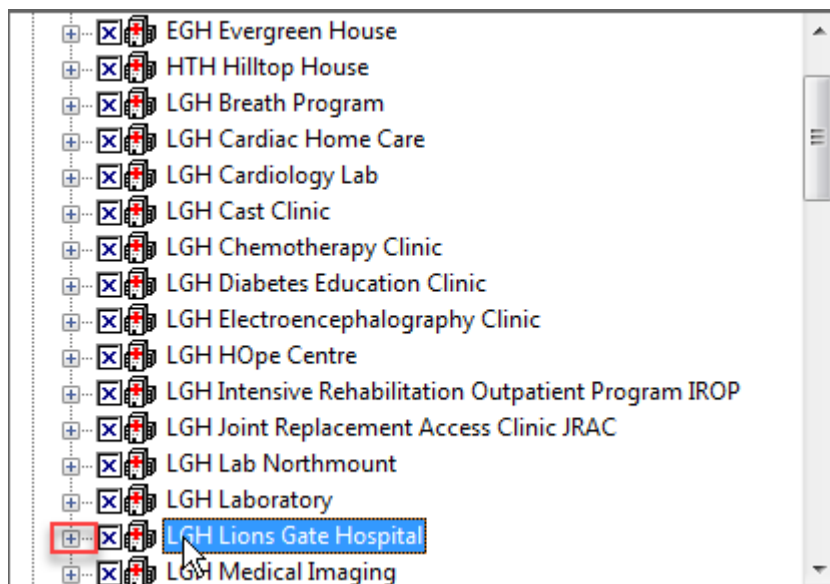 EGH Evergreen House
HTH Hilltop House
LGH Breath Program
LGH Cardiac Home Care
LGH Cardiology Lab
LGH Cast Clinic
LGH Chemotherapy Clinic
LGH Diabetes Education Clinic
LGH Electroencephalography Clinic
LGH HOpe Centre
LGH Intensive Rehabilitation Outpatient Program IROP
LGH Joint Replacement Access Clinic JRAC
LGH Lab Northmount
LGH Laboratory
LGH Lions Gate Hospital
LGH Medical Imaging